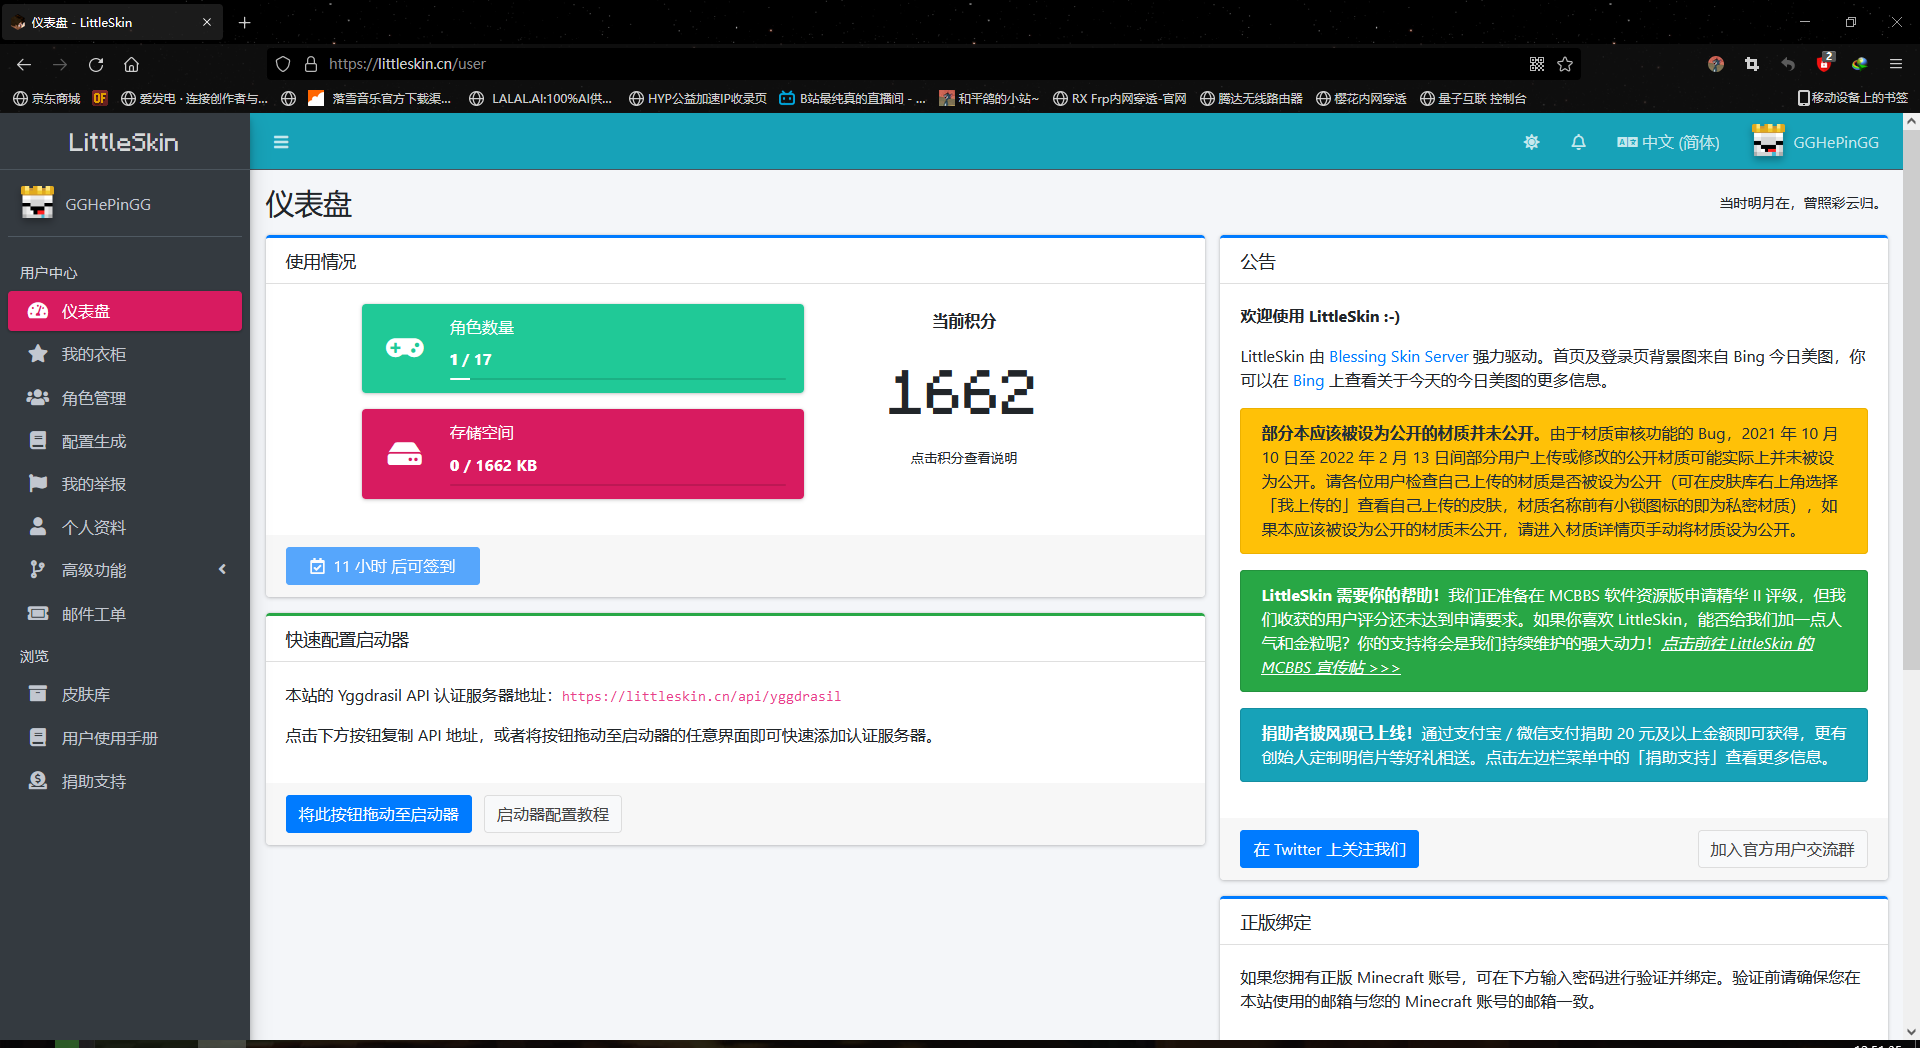 仪表盘 - LittleSkin
https://littleskin.cn/user
2
京东商城
OF
爱发电 · 连接创作者与...
落雪音乐官方下载渠...
LALAL.AI:100%AI供...
HYP公益加速IP收录页
B站最纯真的直播间 - ...
和平鸽的小站~
RX Frp内网穿透-官网
腾达无线路由器
樱花内网穿透
量子互联 控制台
移动设备上的书签
LittleSkin
中文 (简体)
GGHePinGG
GGHePinGG
用户中心
仪表盘
我的衣柜
角色管理
配置生成
我的举报
个人资料
高级功能
邮件工单
浏览
皮肤库
用户使用手册
捐助支持
仪表盘
当时明月在，曾照彩云归。
使用情况
角色数量
1 / 17
存储空间
0 / 1662 KB
当前积分
1662
点击积分查看说明
11 小时 后可签到
快速配置启动器
本站的 Yggdrasil API 认证服务器地址：https://littleskin.cn/api/yggdrasil
点击下方按钮复制 API 地址，或者将按钮拖动至启动器的任意界面即可快速添加认证服务器。
将此按钮拖动至启动器
启动器配置教程
公告
欢迎使用 LittleSkin :-)
LittleSkin 由 Blessing Skin Server 强力驱动。首页及登录页背景图来自 Bing 今日美图，你
可以在 Bing 上查看关于今天的今日美图的更多信息。
部分本应该被设为公开的材质并未公开。由于材质审核功能的 Bug，2021 年 10 月
10 日至 2022 年 2 月 13 日间部分用户上传或修改的公开材质可能实际上并未被设
为公开。请各位用户检查自己上传的材质是否被设为公开（可在皮肤库右上角选择
「我上传的」查看自己上传的皮肤，材质名称前有小锁图标的即为私密材质），如
果本应该被设为公开的材质未公开，请进入材质详情页手动将材质设为公开。
LittleSkin 需要你的帮助！我们正准备在 MCBBS 软件资源版申请精华 II 评级，但我
们收获的用户评分还未达到申请要求。如果你喜欢 LittleSkin，能否给我们加一点人
气和金粒呢？你的支持将会是我们持续维护的强大动力！点击前往 LittleSkin 的
MCBBS 宣传帖 >>>
捐助者披风现已上线！通过支付宝 / 微信支付捐助 20 元及以上金额即可获得，更有
创始人定制明信片等好礼相送。点击左边栏菜单中的「捐助支持」查看更多信息。
在 Twitter 上关注我们
加入官方用户交流群
正版绑定
如果您拥有正版 Minecraft 账号，可在下方输入密码进行验证并绑定。验证前请确保您在
本站使用的邮箱与您的 Minecraft 账号的邮箱一致。